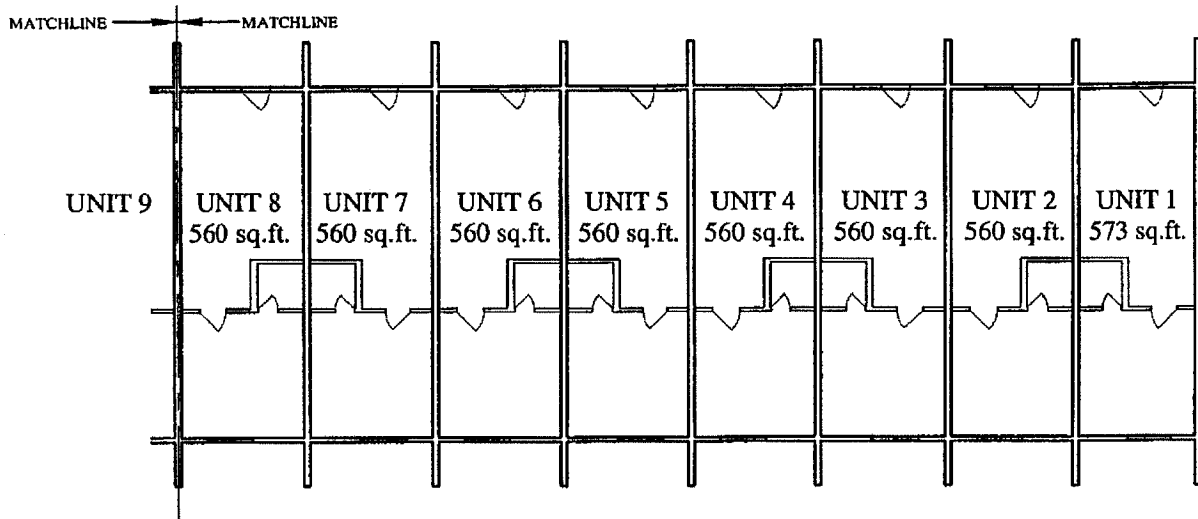 MATCHLINE MATCHLINE
UNIT 9
UNIT 8
560 sq.ft.
UNIT 7
560 sq.ft.
UNIT 6
560 sq.ft.
UNIT 5
560 sq.ft.
UNIT 4
560 sq.ft.
UNIT 3
560 sq.ft.
UNIT 2
560 sq.ft.
UNIT 1
573 sq.ft.